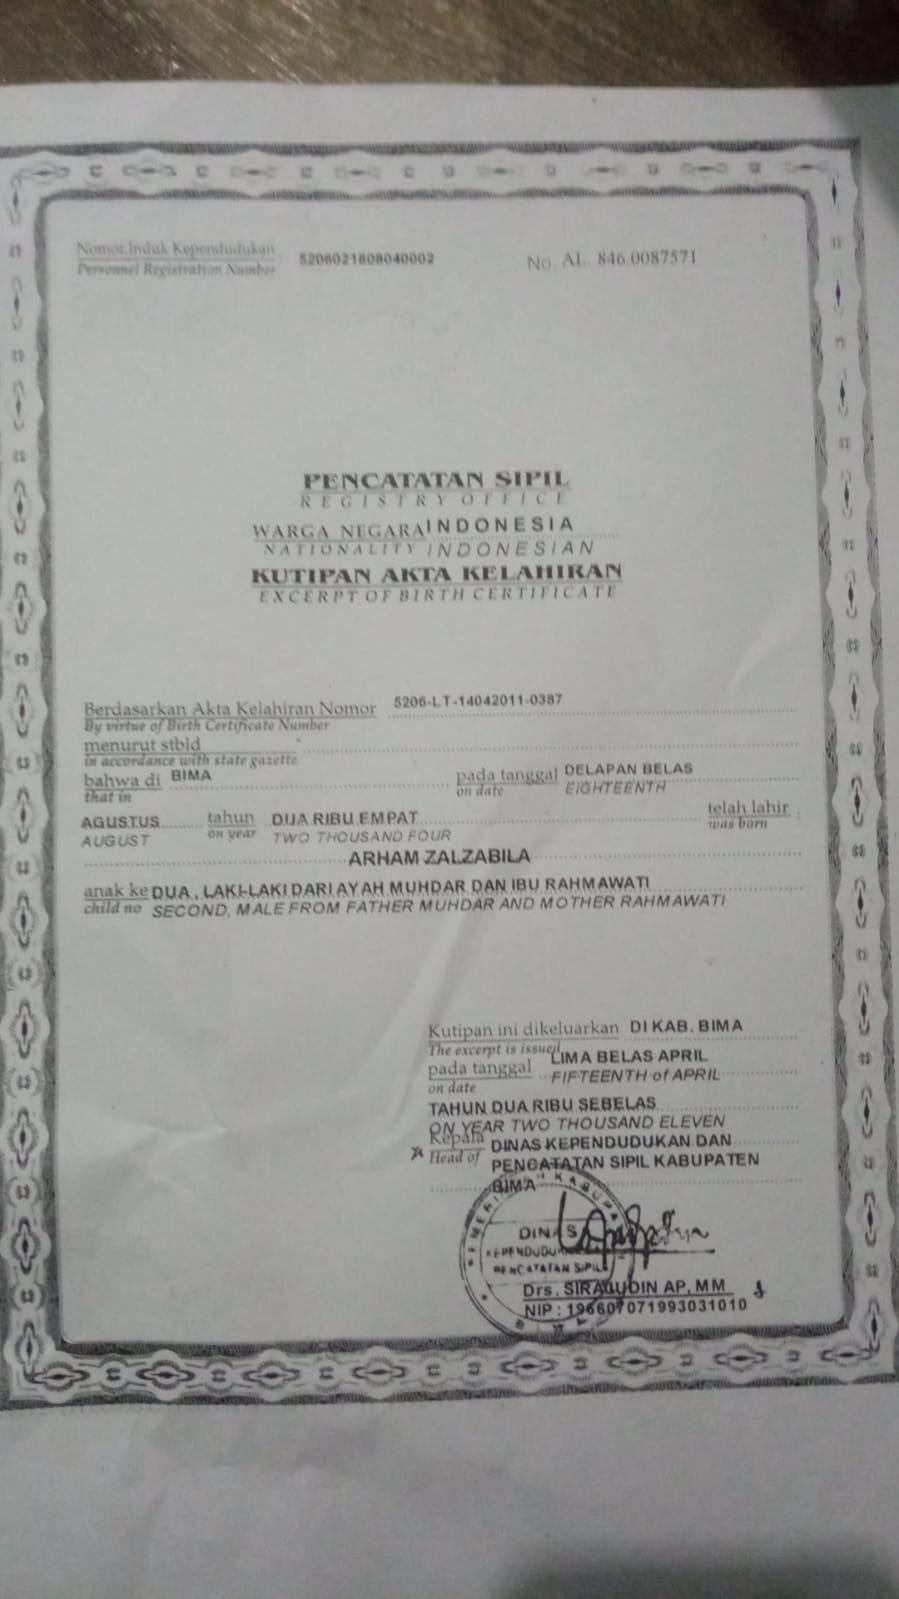 Nomor Induk Kependudukan 5206021808040002 No. AL. 846.0087571
Personnel Registration Number
PENCATATAN SIPIL
REGISTRY OFFICE
WARGA NEGARA INDONESIA
NATIONALITY INDONESIAN
KUTIPAN AKTA KELAHIRAN
EXCERPT OF BIRTH CERTIFICATE
Berdasarkan Akta Kelahiran Nomor 5206-LT-14042011-0387
By virtue of Birth Certificate Number
menurut stbld
in accordance with state gazette
bahwa di BIMA pada tanggal DELAPAN BELAS
that in on date EIGHTEENTH
AGUSTUS tahun DUA RIBU EMPAT telah lahir :
AUGUST on year TWO THOUSAND FOUR was born
ARHAM ZALZABILA
anak ke DUA, LAKI-LAKI DARI AYAH MUHDAR DAN IBU RAHMAWATI
child no SECOND, MALE FROM FATHER MUHDAR AND MOTHER RAHMAWATI
Kutipan ini dikeluarkan DI KAB. BIMA
The excerpt is issued
pada tanggal LIMA BELAS APRIL
on date FIFTEENTH of APRIL
TAHUN DUA RIBU SEBELAS
ON YEAR TWO THOUSAND ELEVEN
Kepala DINAS KEPENDUDUKAN DAN
Head of PENCATATAN SIPIL KABUPATEN
BIMA
DINAS
PENCATATAN SIPIL
Drs. SIRAJUDIN AP, MM
NIP : 196607071993031010